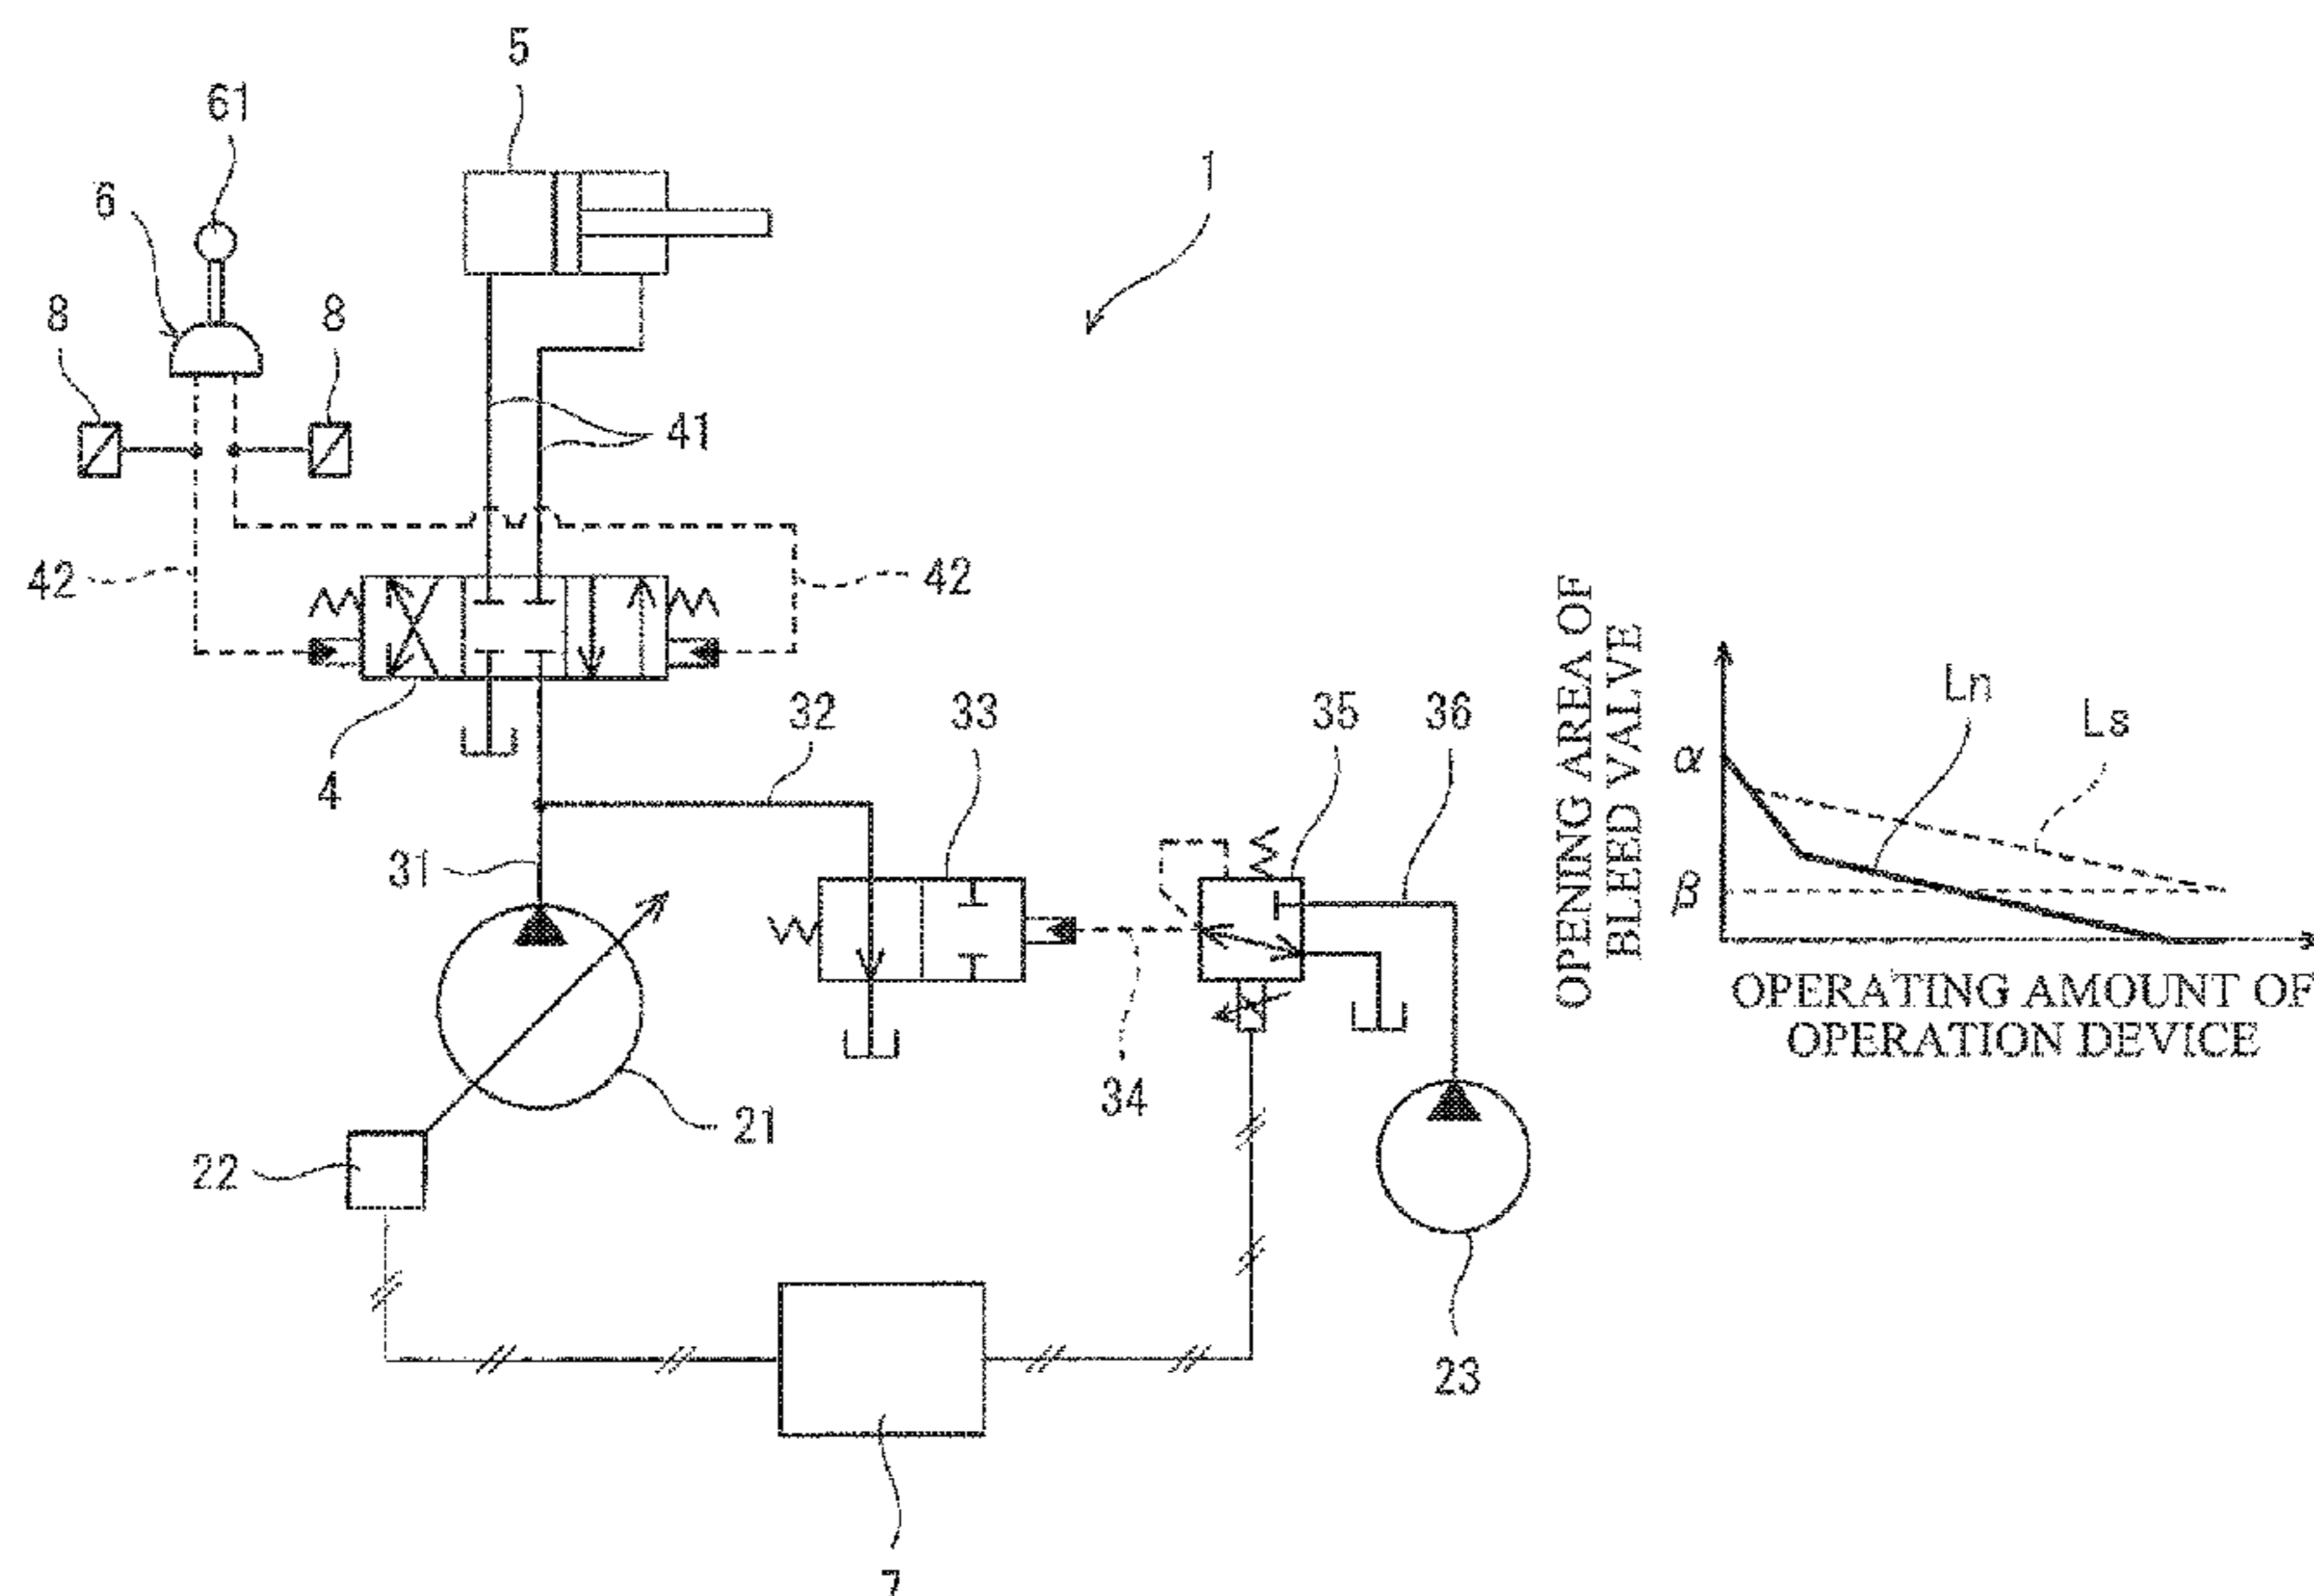 5
61
6
1
8
8
41
42
42
4
32
33
35
36
31
34
21
22
23
7
OPENING AREA OF
BLEED VALVE
α
β
Ln
Ls
OPERATING AMOUNT OF
OPERATION DEVICE